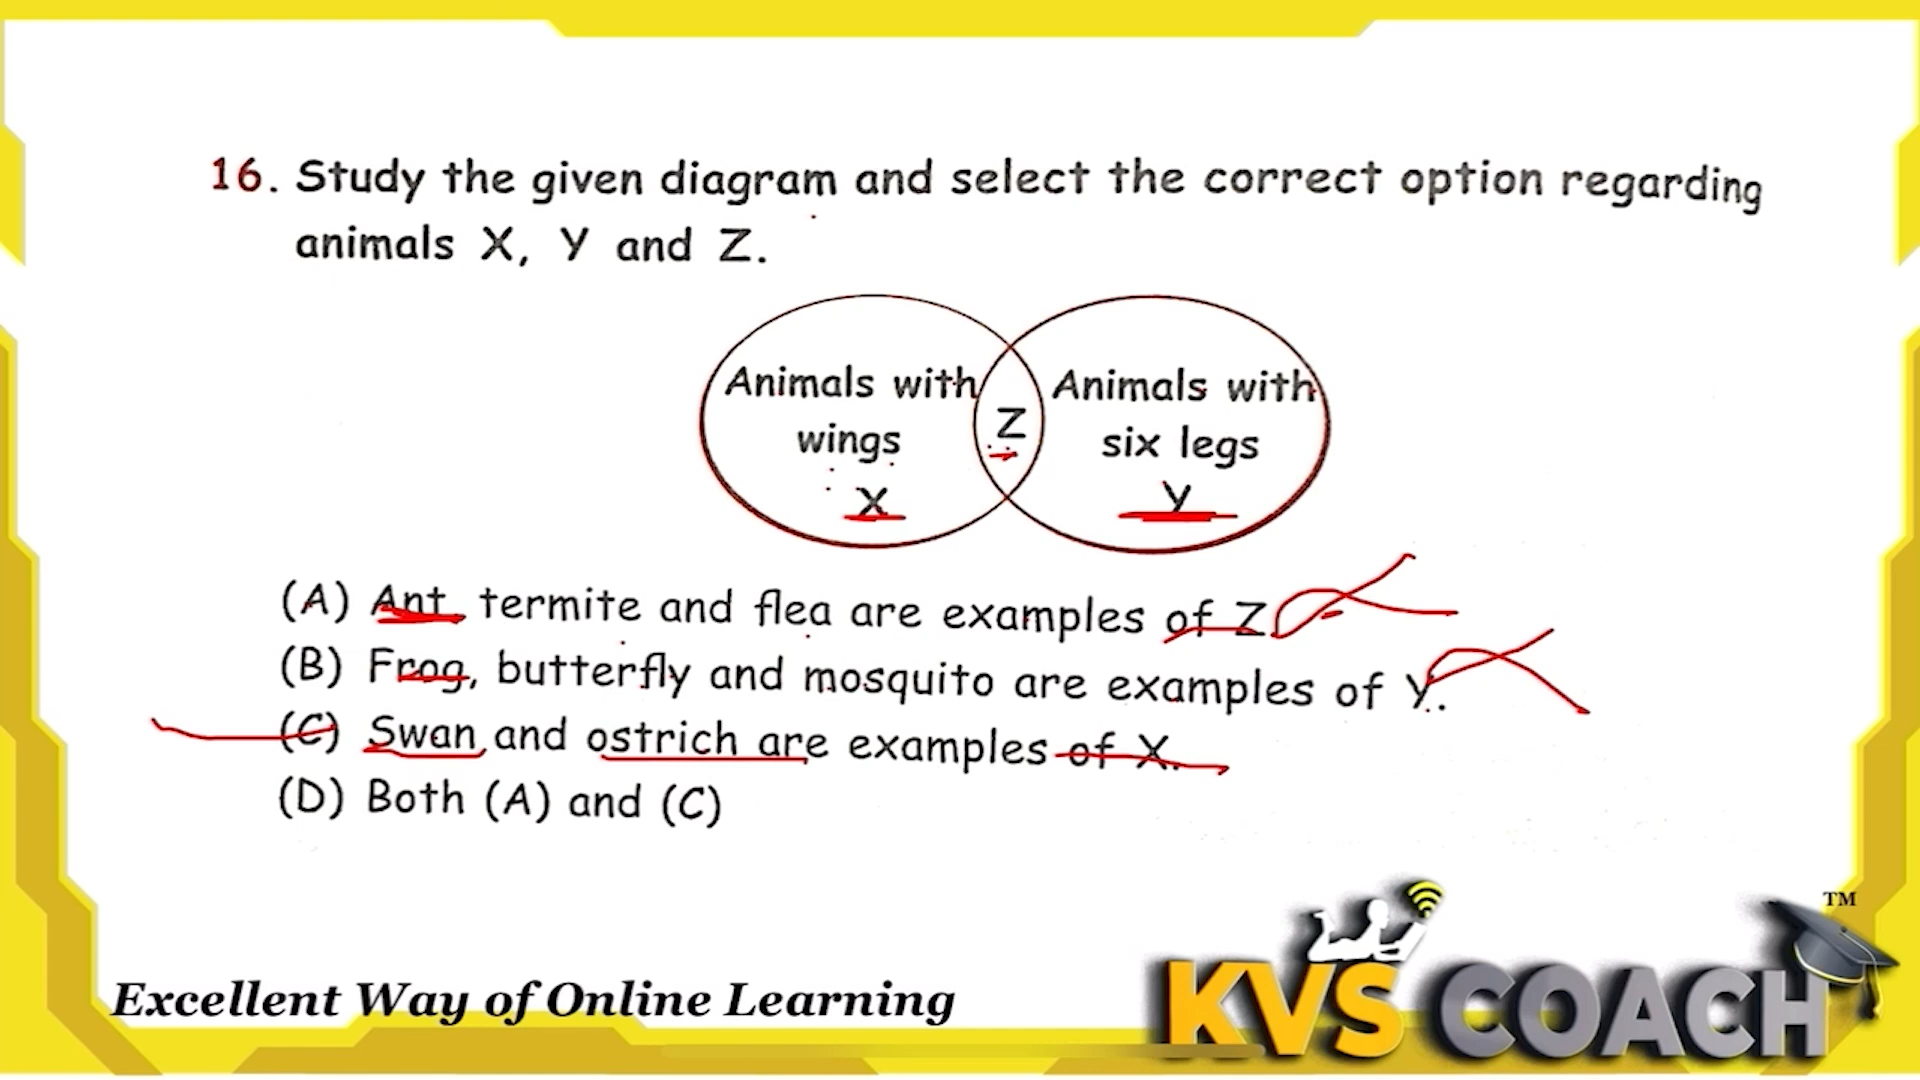 16. Study the given diagram and select the correct option regarding
animals X, Y and Z.
Animals with
wings
X
Z
Animals with
six legs
Y
(A) Ant, termite and flea are examples of Z.
(B) Frog, butterfly and mosquito are examples of Y.
(C) Swan and ostrich are examples of X.
(D) Both (A) and (C)
Excellent Way of Online Learning
KVS COACH TM